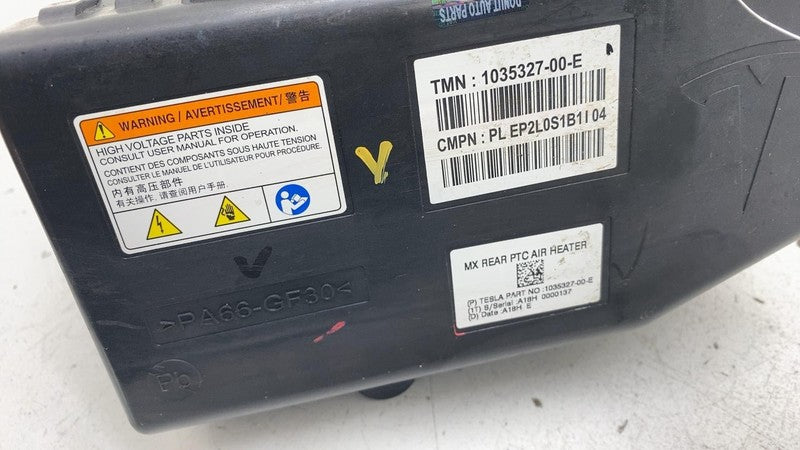 DONUT AUTO PARTS
WARNING / AVERTISSEMENT/ 警告
HIGH VOLTAGE PARTS INSIDE
CONSULT USER MANUAL FOR OPERATION.
CONTIENT DES COMPOSANTS SOUS HAUTE TENSION
CONSULTER LE MANUEL DE L'UTILISATEUR POUR PROCÉDURE.
内有高压部件
有关操作, 请查阅用户手册.
TMN : 1035327-00-E
CMPN : PL EP2L0S1B1I04
MX REAR PTC AIR HEATER
(P) TESLA PART NO :1035327-00-E
(1T) S/Serial :A18H 0000137
(D) Date :A18H E
>PA66-GF30<
Pb